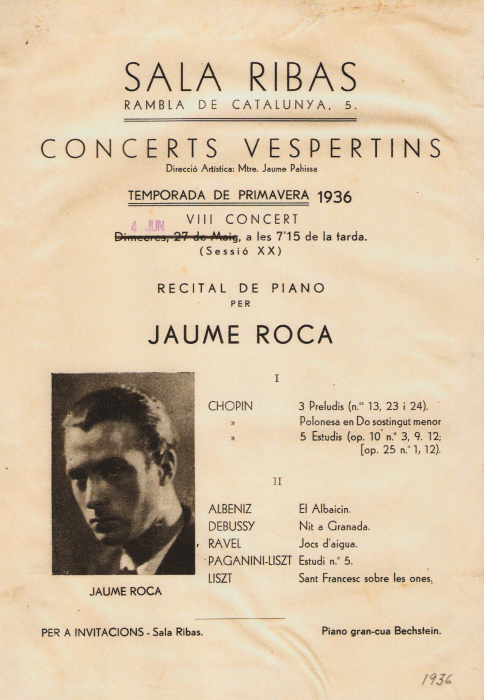 SALA RIBAS
RAMBLA DE CATALUNYA, 5.
CONCERTS VESPERTINS
Direcció Artística: Mtre. Jaume Pahissa
TEMPORADA DE PRIMAVERA 1936
VIII CONCERT
4 JUN
Dimecres, 27 de Maig, a les 7'15 de la tarda.
(Sessió XX)
RECITAL DE PIANO
PER
JAUME ROCA
I
CHOPIN 3 Preludis (n.os 13, 23 i 24).
» Polonesa en Do sostingut menor
» 5 Estudis (op. 10 n.º 3, 9. 12;
[op. 25 n.º 1, 12).
II
ALBENIZ El Albaicin.
DEBUSSY Nit a Granada.
RAVEL Jocs d'aigua.
PAGANINI-LISZT Estudi n.º 5.
LISZT Sant Francesc sobre les ones.
JAUME ROCA
PER A INVITACIONS - Sala Ribas. Piano gran-cua Bechstein.
1936